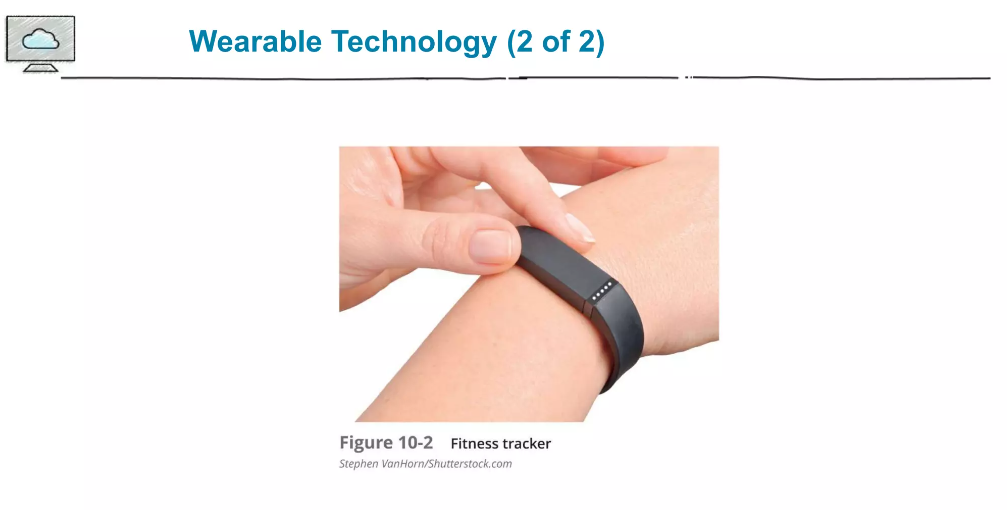 Wearable Technology (2 of 2)
Figure 10-2 Fitness tracker
Stephen VanHorn/Shutterstock.com